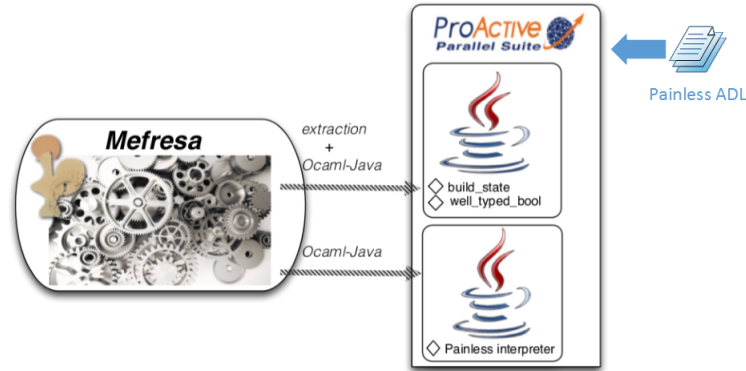 ProActive
Parallel Suite
Painless ADL
Mefresa
extraction
+
Ocaml-Java
build_state
well_typed_bool
Ocaml-Java
Painless interpreter